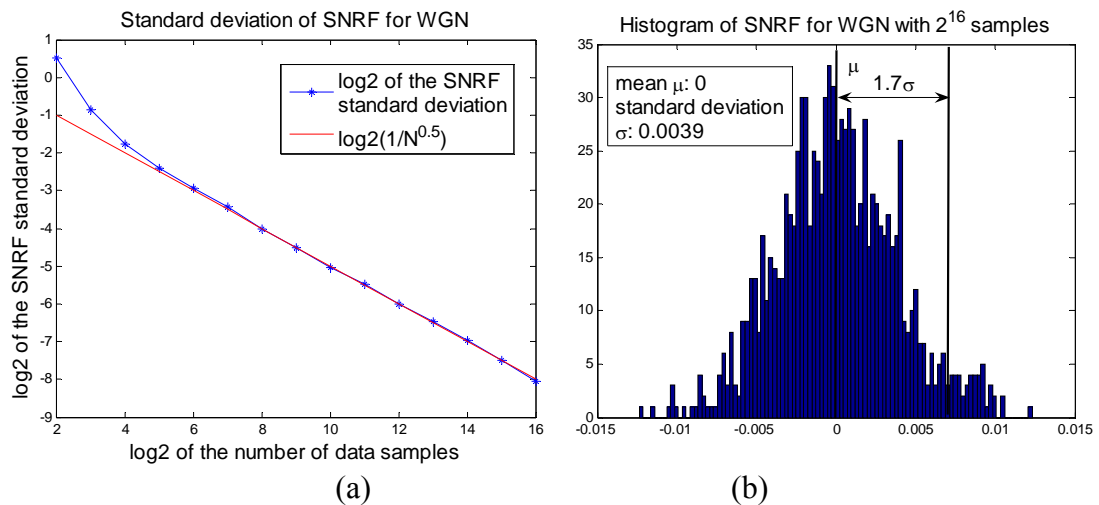 Standard deviation of SNRF for WGN
1
0
-1
-2
-3
-4
-5
-6
-7
-8
-9
log2 of the SNRF standard deviation
log2 of the SNRF
standard deviation
log2(1/N^0.5)
2 4 6 8 10 12 14 16
log2 of the number of data samples
(a)
Histogram of SNRF for WGN with 2^16 samples
35
30
25
20
15
10
5
0
mean μ: 0
standard deviation
σ: 0.0039
μ
1.7σ
-0.015 -0.01 -0.005 0 0.005 0.01 0.015
(b)